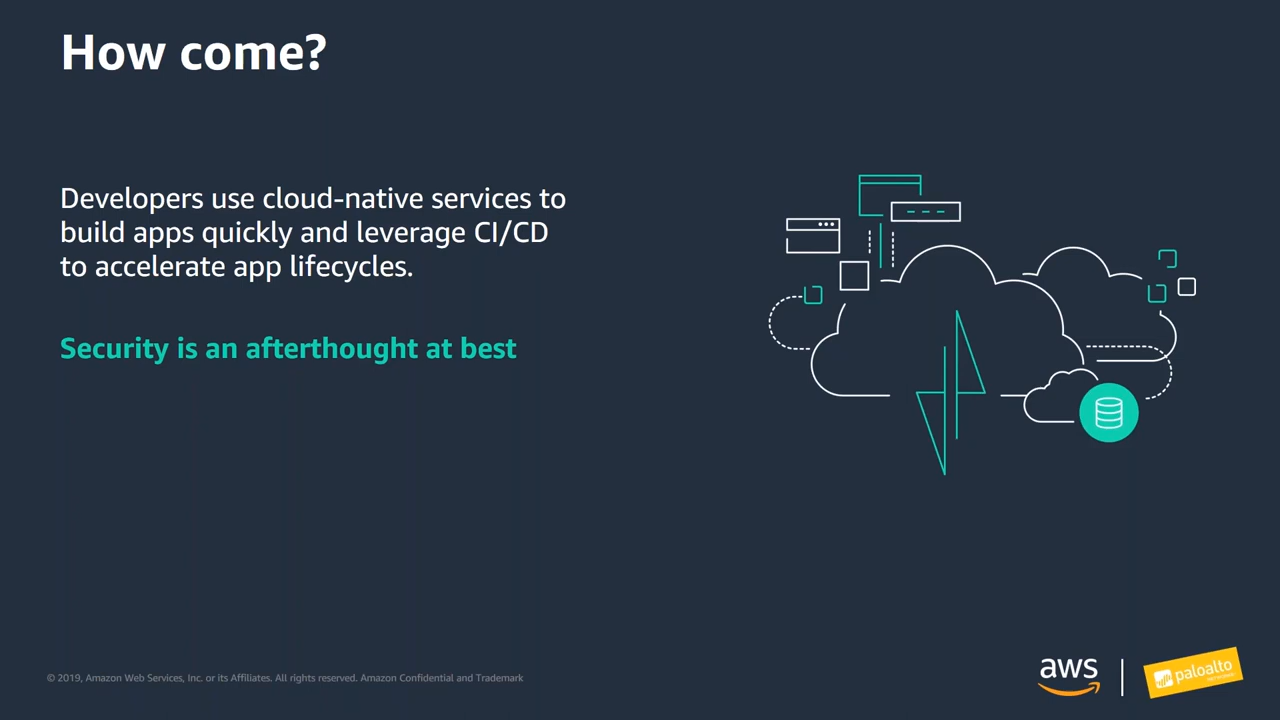 How come?
Developers use cloud-native services to
build apps quickly and leverage CI/CD
to accelerate app lifecycles.
Security is an afterthought at best
© 2019, Amazon Web Services, Inc. or its Affiliates. All rights reserved. Amazon Confidential and Trademark
aws
paloalto